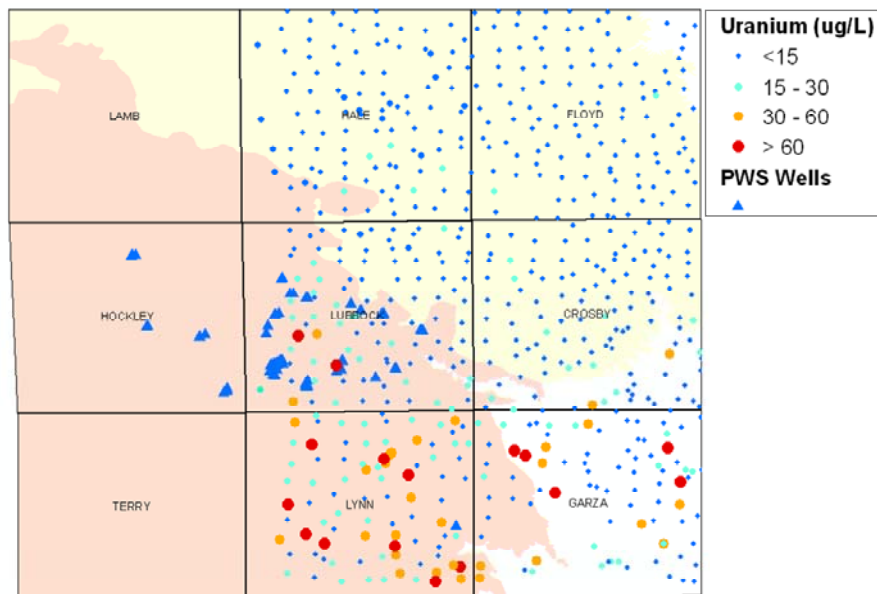 Uranium (ug/L)
<15
15 - 30
30 - 60
> 60
PWS Wells
LAMB
HALE
FLOYD
HOCKLEY
LUBBOCK
CROSBY
TERRY
LYNN
GARZA